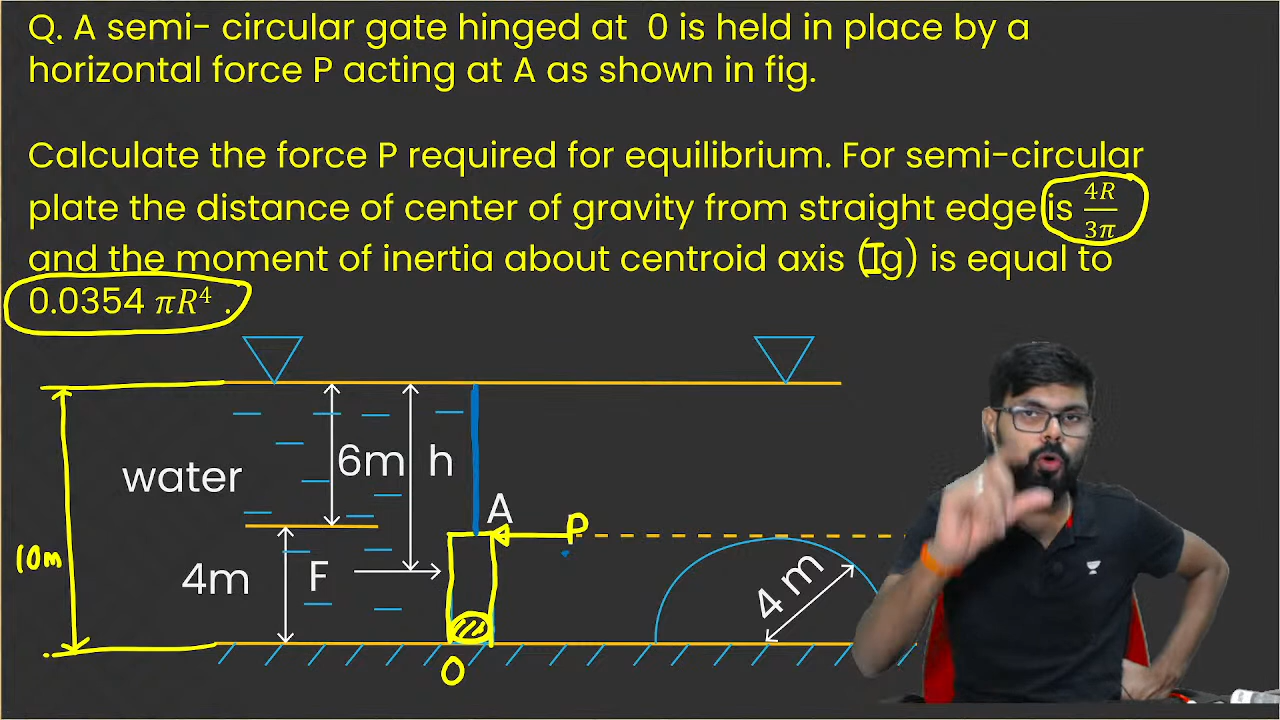 Q. A semi- circular gate hinged at 0 is held in place by a
horizontal force P acting at A as shown in fig.
Calculate the force P required for equilibrium. For semi-circular
plate the distance of center of gravity from straight edge is 4R/3π
and the moment of inertia about centroid axis (Ig) is equal to
0.0354 πR⁴ .
6m
h
water
A
P
10m
4m
F
4 m
O